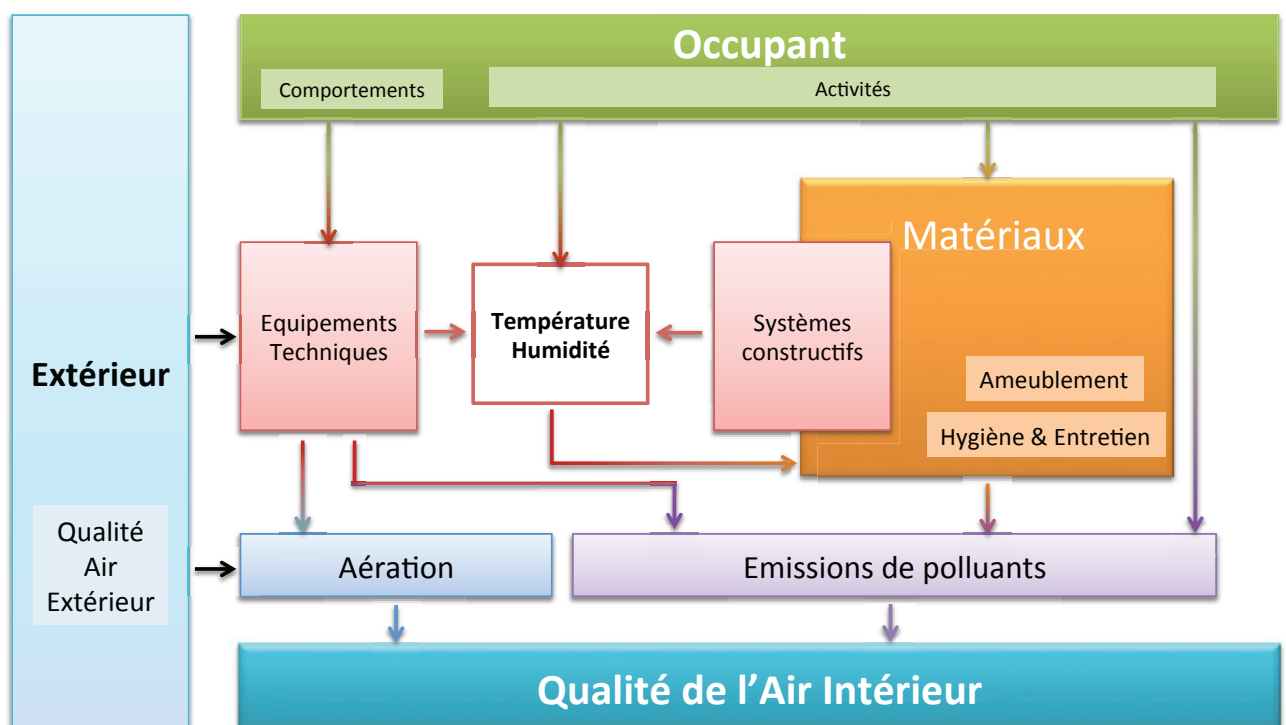 Occupant
Comportements
Activités
Matériaux
Equipements
Techniques
Température
Humidité
Systèmes
constructifs
Extérieur
Ameublement
Hygiène & Entretien
Qualité
Air
Extérieur
Aération
Emissions de polluants
Qualité de l'Air Intérieur